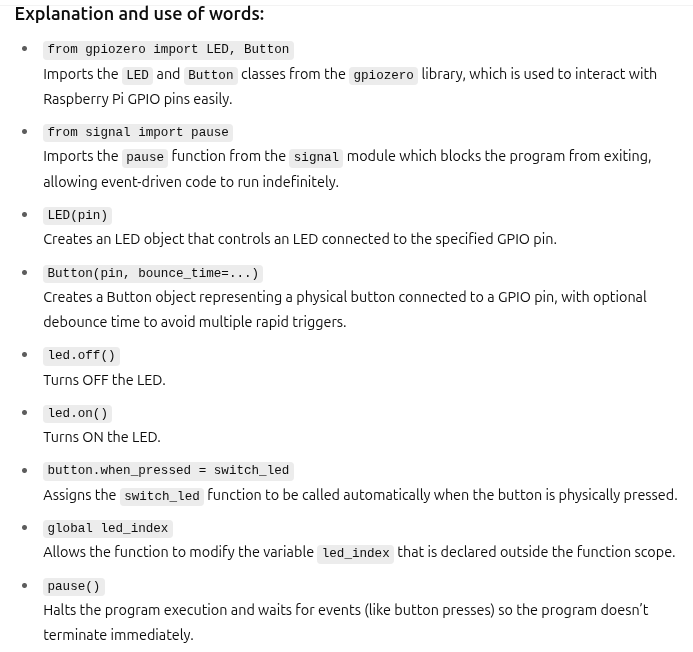 Explanation and use of words:
from gpiozero import LED, Button
Imports the LED and Button classes from the gpiozero library, which is used to interact with
Raspberry Pi GPIO pins easily.
from signal import pause
Imports the pause function from the signal module which blocks the program from exiting,
allowing event-driven code to run indefinitely.
LED(pin)
Creates an LED object that controls an LED connected to the specified GPIO pin.
Button(pin, bounce_time=...)
Creates a Button object representing a physical button connected to a GPIO pin, with optional
debounce time to avoid multiple rapid triggers.
led.off()
Turns OFF the LED.
led.on()
Turns ON the LED.
button.when_pressed = switch_led
Assigns the switch_led function to be called automatically when the button is physically pressed.
global led_index
Allows the function to modify the variable led_index that is declared outside the function scope.
pause()
Halts the program execution and waits for events (like button presses) so the program doesn’t
terminate immediately.